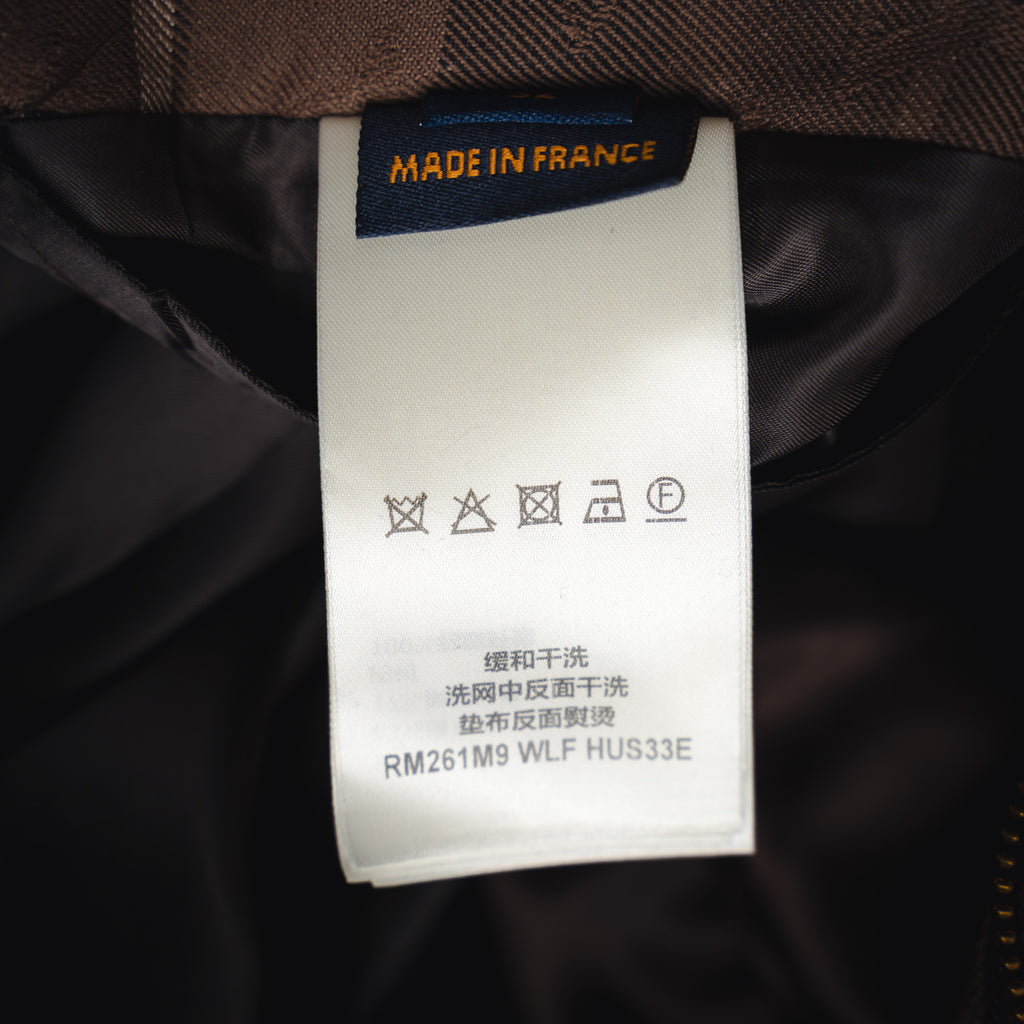 MADE IN FRANCE
F
缓和干洗
洗网中反面干洗
垫布反面熨烫
RM261M9 WLF HUS33E